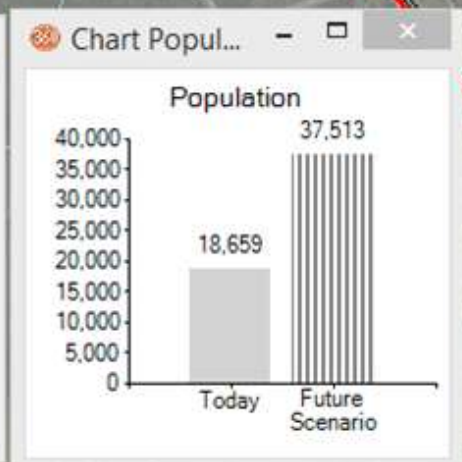 Chart Popul...
Population
40,000
37,513
35,000
30,000
25,000
18,659
20,000
15,000
10,000
5,000
0
Today
Future
Scenario